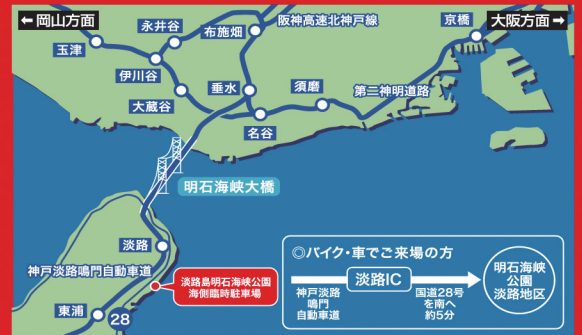 ←岡山方面
大阪方面→
永井谷
布施畑
阪神高速北神戸線
京橋
玉津
伊川谷
大蔵谷
垂水
須磨
第二神明道路
名谷
明石海峡大橋
淡路
神戸淡路鳴門自動車道
淡路島明石海峡公園
海側臨時駐車場
東浦
28
◎バイク・車でご来場の方
神戸淡路
鳴門
自動車道
淡路IC
国道28号
を南へ
約5分
明石海峡
公園
淡路地区